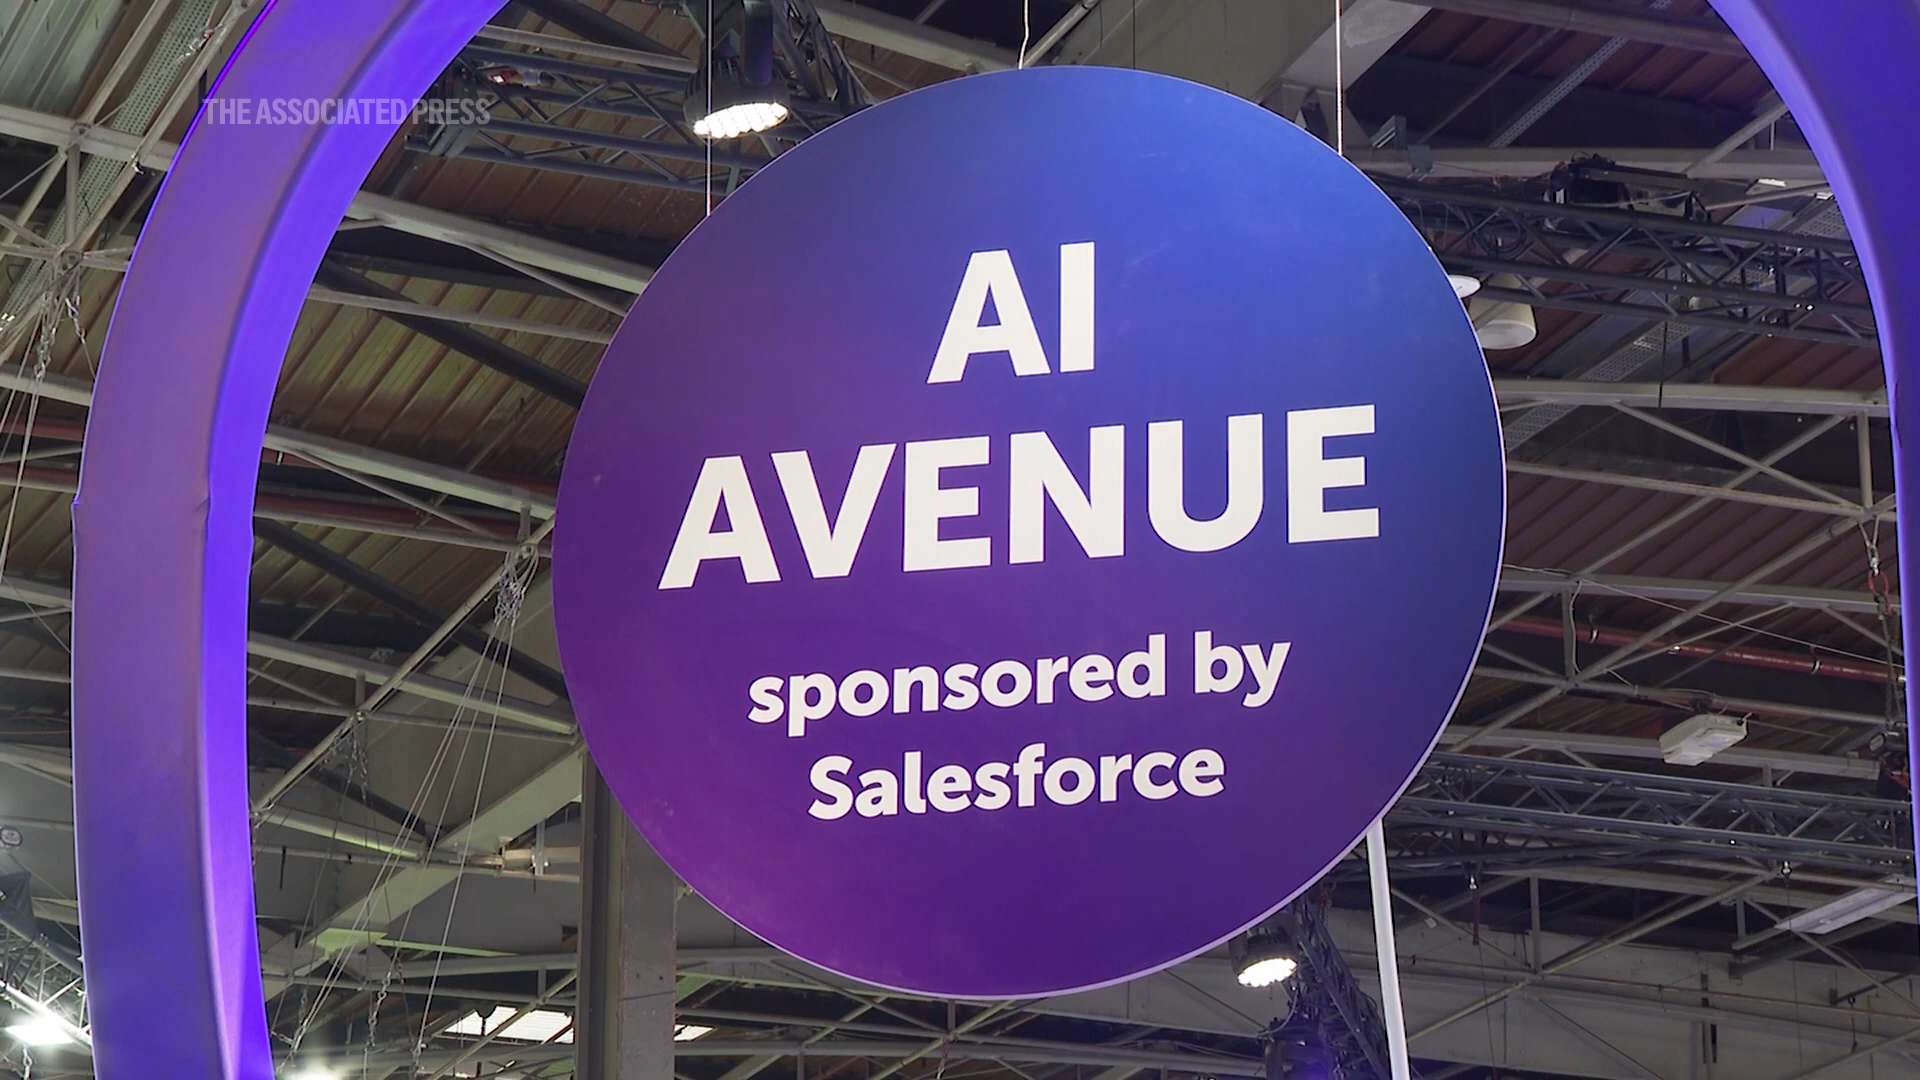 THE ASSOCIATED PRESS
AI
AVENUE
sponsored by
Salesforce